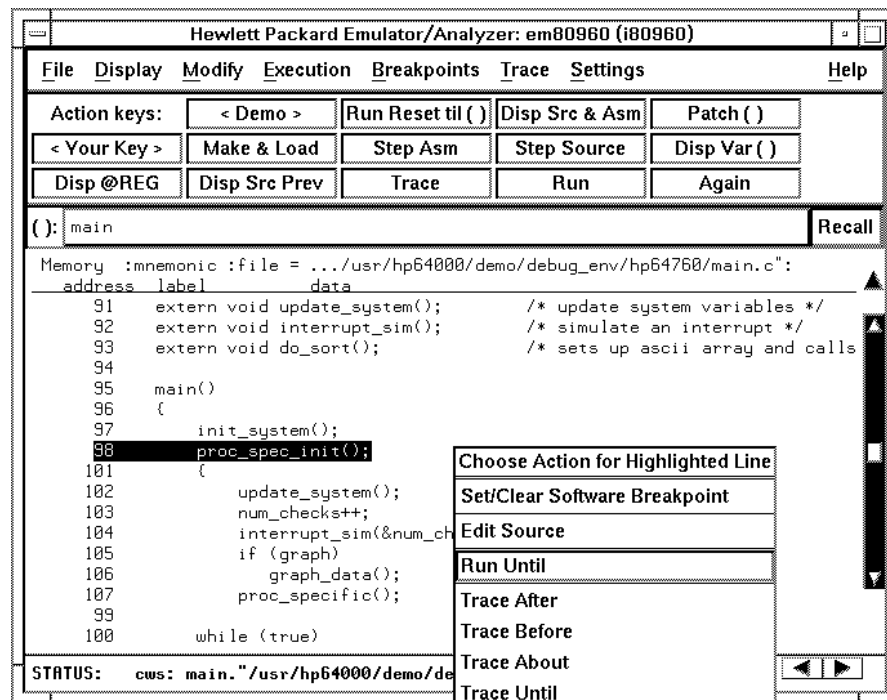 Hewlett Packard Emulator/Analyzer: em80960 (i80960)
File Display Modify Execution Breakpoints Trace Settings Help
Action keys: < Demo > Run Reset til ( ) Disp Src & Asm Patch ( )
< Your Key > Make & Load Step Asm Step Source Disp Var ( )
Disp @REG Disp Src Prev Trace Run Again
( ): main Recall
Memory :mnemonic :file = .../usr/hp64000/demo/debug_env/hp64760/main.c":
address label data
91 extern void update_system(); /* update system variables */
92 extern void interrupt_sim(); /* simulate an interrupt */
93 extern void do_sort(); /* sets up ascii array and calls
94
95 main()
96 {
97 init_system();
98 proc_spec_init();
101 {
102 update_system();
103 num_checks++;
104 interrupt_sim(&num_ch
105 if (graph)
106 graph_data();
107 proc_specific();
99
100 while (true)
Choose Action for Highlighted Line
Set/Clear Software Breakpoint
Edit Source
Run Until
Trace After
Trace Before
Trace About
Trace Until
STATUS: cws: main."/usr/hp64000/demo/de